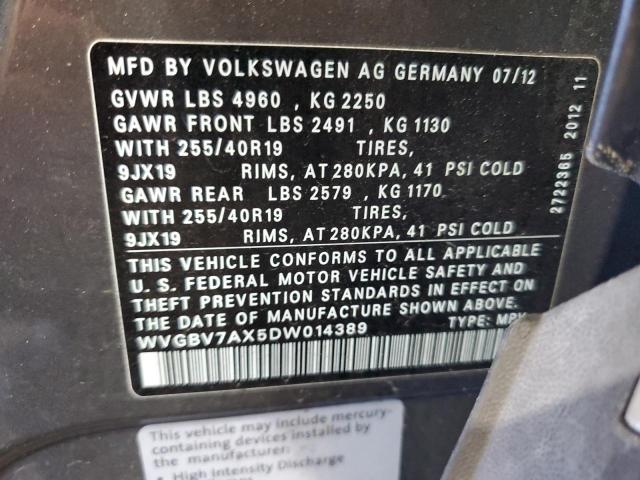 MFD BY VOLKSWAGEN AG GERMANY 07/12
GVWR LBS 4960 , KG 2250
GAWR FRONT LBS 2491 , KG 1130
WITH 255/40R19 TIRES,
9JX19 RIMS, AT 280KPA, 41 PSI COLD
GAWR REAR LBS 2579 , KG 1170
WITH 255/40R19 TIRES,
9JX19 RIMS, AT 280KPA, 41 PSI COLD
THIS VEHICLE CONFORMS TO ALL APPLICABLE
U. S. FEDERAL MOTOR VEHICLE SAFETY AND
THEFT PREVENTION STANDARDS IN EFFECT ON
THE DATE OF MANUFACTURE SHOWN ABOVE.
WVGBV7AX5DW014389 TYPE: MPV
2722365 2012 11
This vehicle may include mercury-
containing devices installed by
the manufacturer:
• High Intensity Discharge